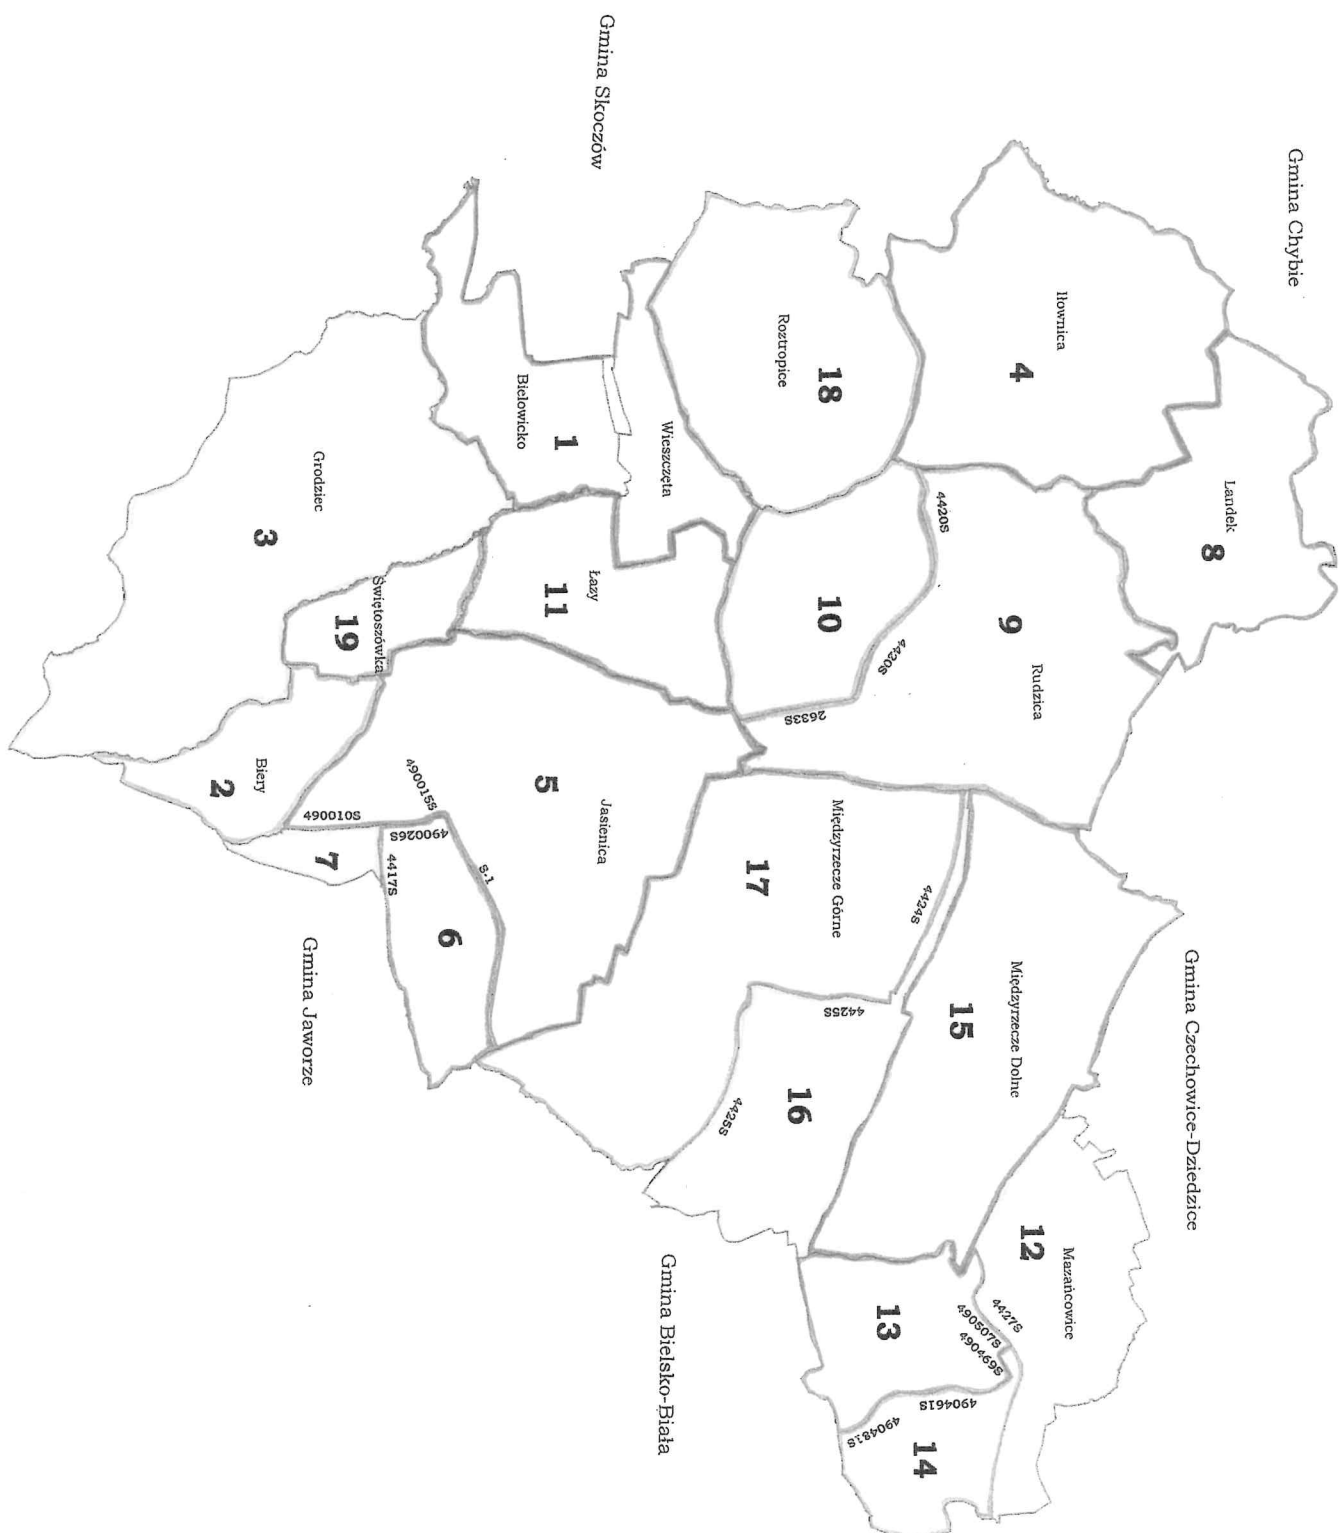 Gmina Chybie
Gmina Skoczów
Gmina Czechowice-Dziedzice
Gmina Jaworze
Gmina Bielsko-Biała
Iłownica
4
Landek
8
Roztropice
18
Wieszczęta
Bielowicko
1
Grodziec
3
Świętoszówka
19
Łazy
11
10
4420S
4420S
2633S
9
Rudzica
Biery
2
5
Jasienica
490015S
460010S
490026S
4417S
S.1
7
6
17
Międzyrzecze Górne
4424S
4425S
4425S
16
15
Międzyrzecze Dolne
12
Mazańcowice
13
4427S
490507S
490469S
490461S
490481S
14